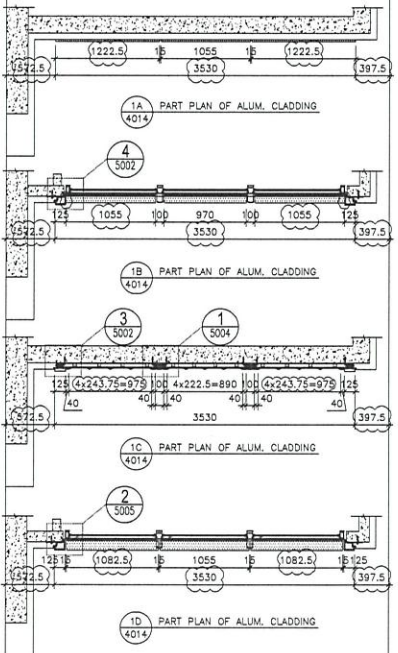 1222.5 15 1055 15 1222.5
1572.5 3530 397.5
1A PART PLAN OF ALUM. CLADDING
4014
4
5002
125 1055 100 970 100 1055 125
1572.5 3530 397.5
1B PART PLAN OF ALUM. CLADDING
4014
3 1
5002 5004
125 4x243.75=975 100 4x222.5=890 100 4x243.75=975 125
40 40 40 40 40 40
1572.5 3530 397.5
1C PART PLAN OF ALUM. CLADDING
4014
2
5005
125 15 1082.5 15 1055 15 1082.5 15 125
1572.5 3530 397.5
1D PART PLAN OF ALUM. CLADDING
4014